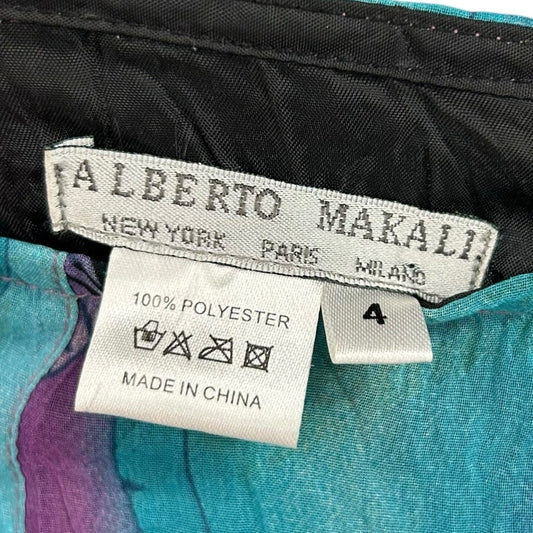 ALBERTO MAKALI.
NEW YORK PARIS MILANO
100% POLYESTER
MADE IN CHINA
4